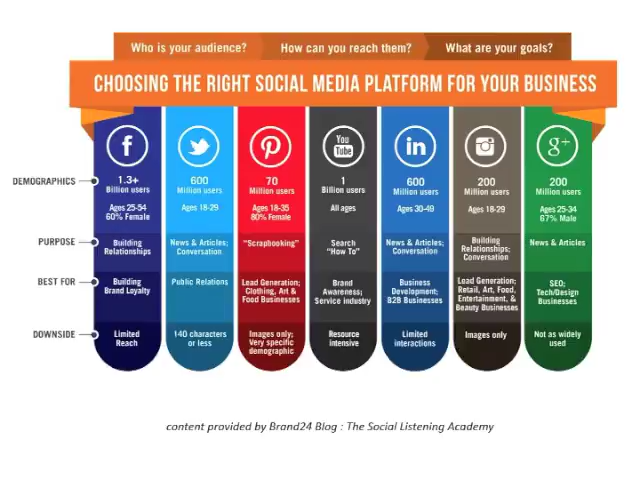 Who is your audience?
How can you reach them?
What are your goals?
CHOOSING THE RIGHT SOCIAL MEDIA PLATFORM FOR YOUR BUSINESS
f
You
Tube
in
g+
DEMOGRAPHICS
1.3+
Billion users
Ages 25-54
60% Female
600
Million users
Ages 18-29
70
Million users
Ages 18-35
80% Female
1
Billion users
All ages
600
Million users
Ages 30-49
200
Million users
Ages 18-29
200
Million users
Ages 25-34
67% Male
PURPOSE
Building
Relationships
News & Articles;
Conversation
"Scrapbooking"
Search
"How To"
News & Articles;
Conversation
Building
Relationships;
Conversation
News & Articles
BEST FOR
Building
Brand Loyalty
Public Relations
Lead Generation;
Clothing, Art &
Food Businesses
Brand
Awareness;
Service industry
Business
Development;
B2B Businesses
Lead Generation;
Retail, Art, Food,
Entertainment, &
Beauty Businesses
SEO;
Tech/Design
Businesses
DOWNSIDE
Limited
Reach
140 characters
or less
Images only;
Very specific
demographic
Resource
intensive
Limited
interactions
Images only
Not as widely
used
content provided by Brand24 Blog : The Social Listening Academy